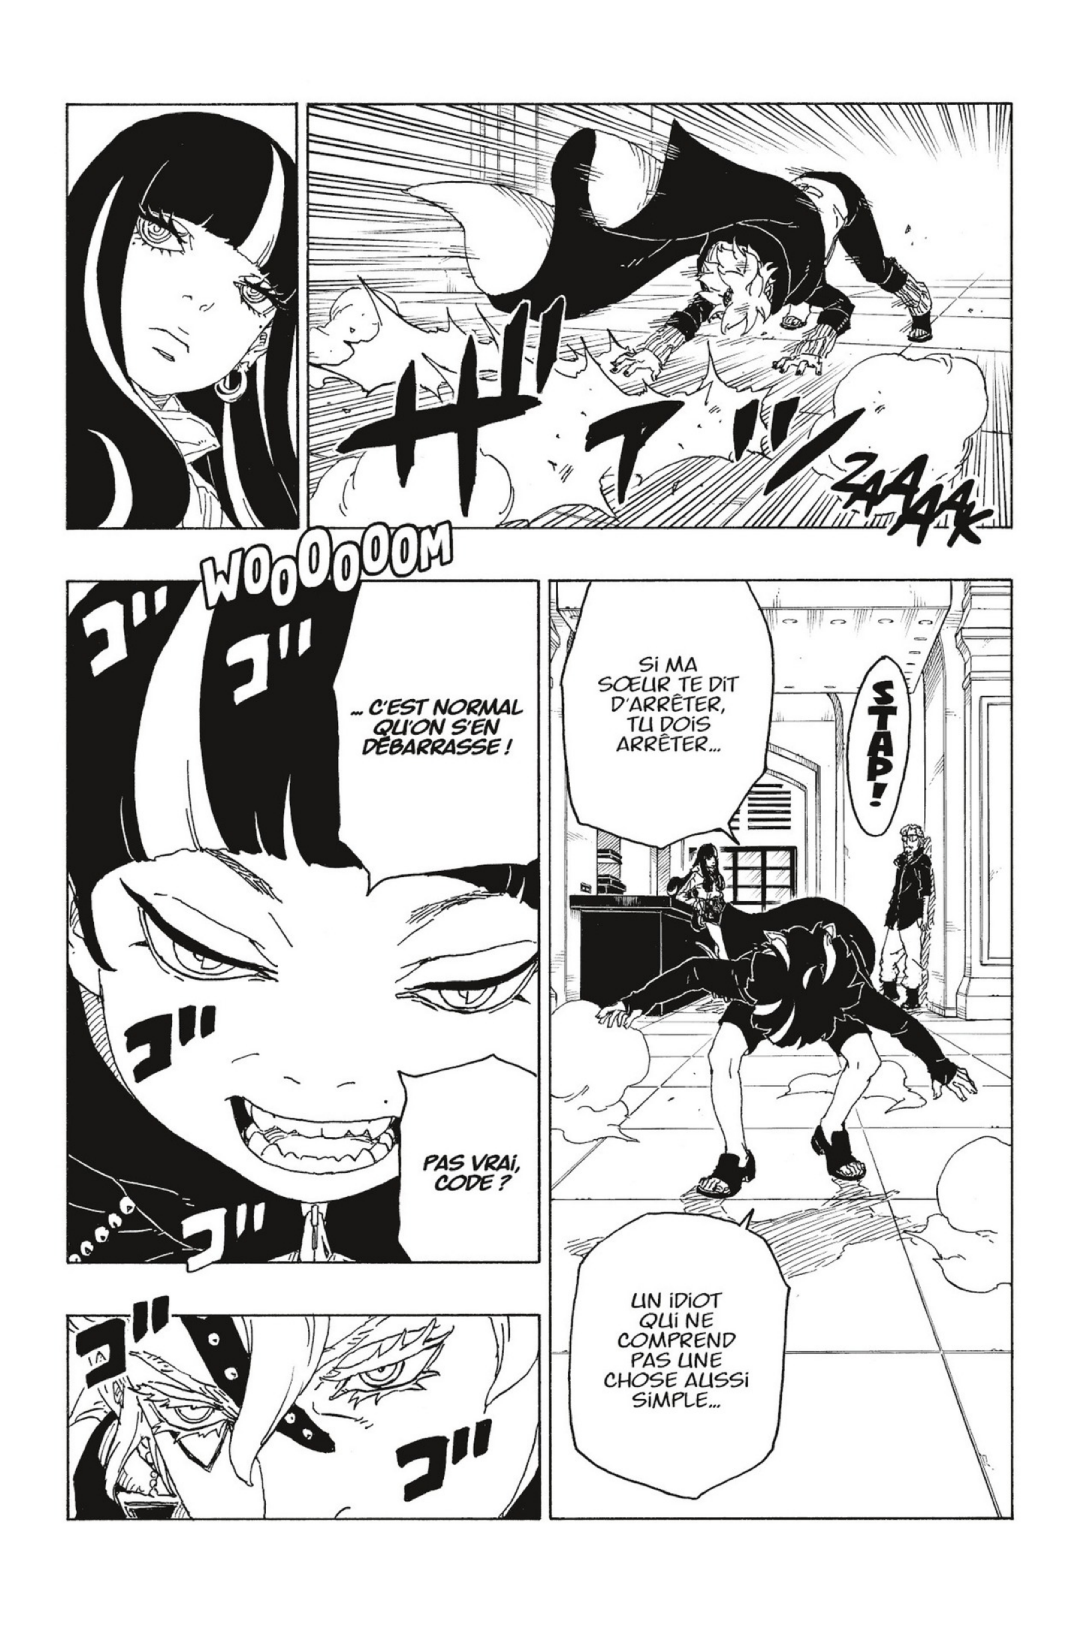 ザアッ
ZAAAAK
SI MA
SŒUR TE DIT
D'ARRÊTER,
TU DOIS
ARRÊTER...
STAP!
UN IDIOT
QUI NE
COMPREND
PAS UNE
CHOSE AUSSI
SIMPLE...
WOOOOOOM
ゴ
ゴ
... C'EST NORMAL
QU'ON S'EN
DÉBARRASSE !
ゴ
PAS VRAI,
CODE ?
ゴ
ゴ
VI
ゴ